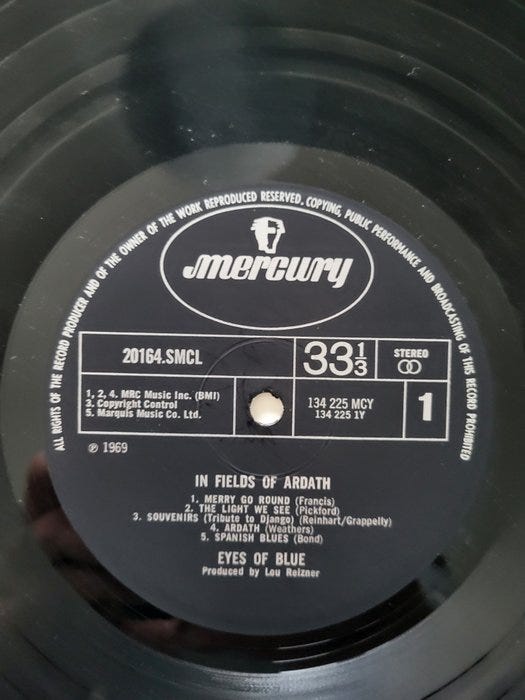 ALL RIGHTS OF THE RECORD PRODUCER AND OF THE OWNER OF THE WORK REPRODUCED RESERVED. COPYING, PUBLIC PERFORMANCE AND BROADCASTING OF THIS RECORD PROHIBITED
mercury
20164.SMCL
33 1/3
STEREO
1, 2, 4. MRC Music Inc. (BMI)
3. Copyright Control
5. Marquis Music Co. Ltd.
134 225 MCY
134 225 1Y
1
℗ 1969
IN FIELDS OF ARDATH
1. MERRY GO ROUND (Francis)
2. THE LIGHT WE SEE (Pickford)
3. SOUVENIRS (Tribute to Django) (Reinhart/Grappelly)
4. ARDATH (Weathers)
5. SPANISH BLUES (Bond)
EYES OF BLUE
Produced by Lou Reizner